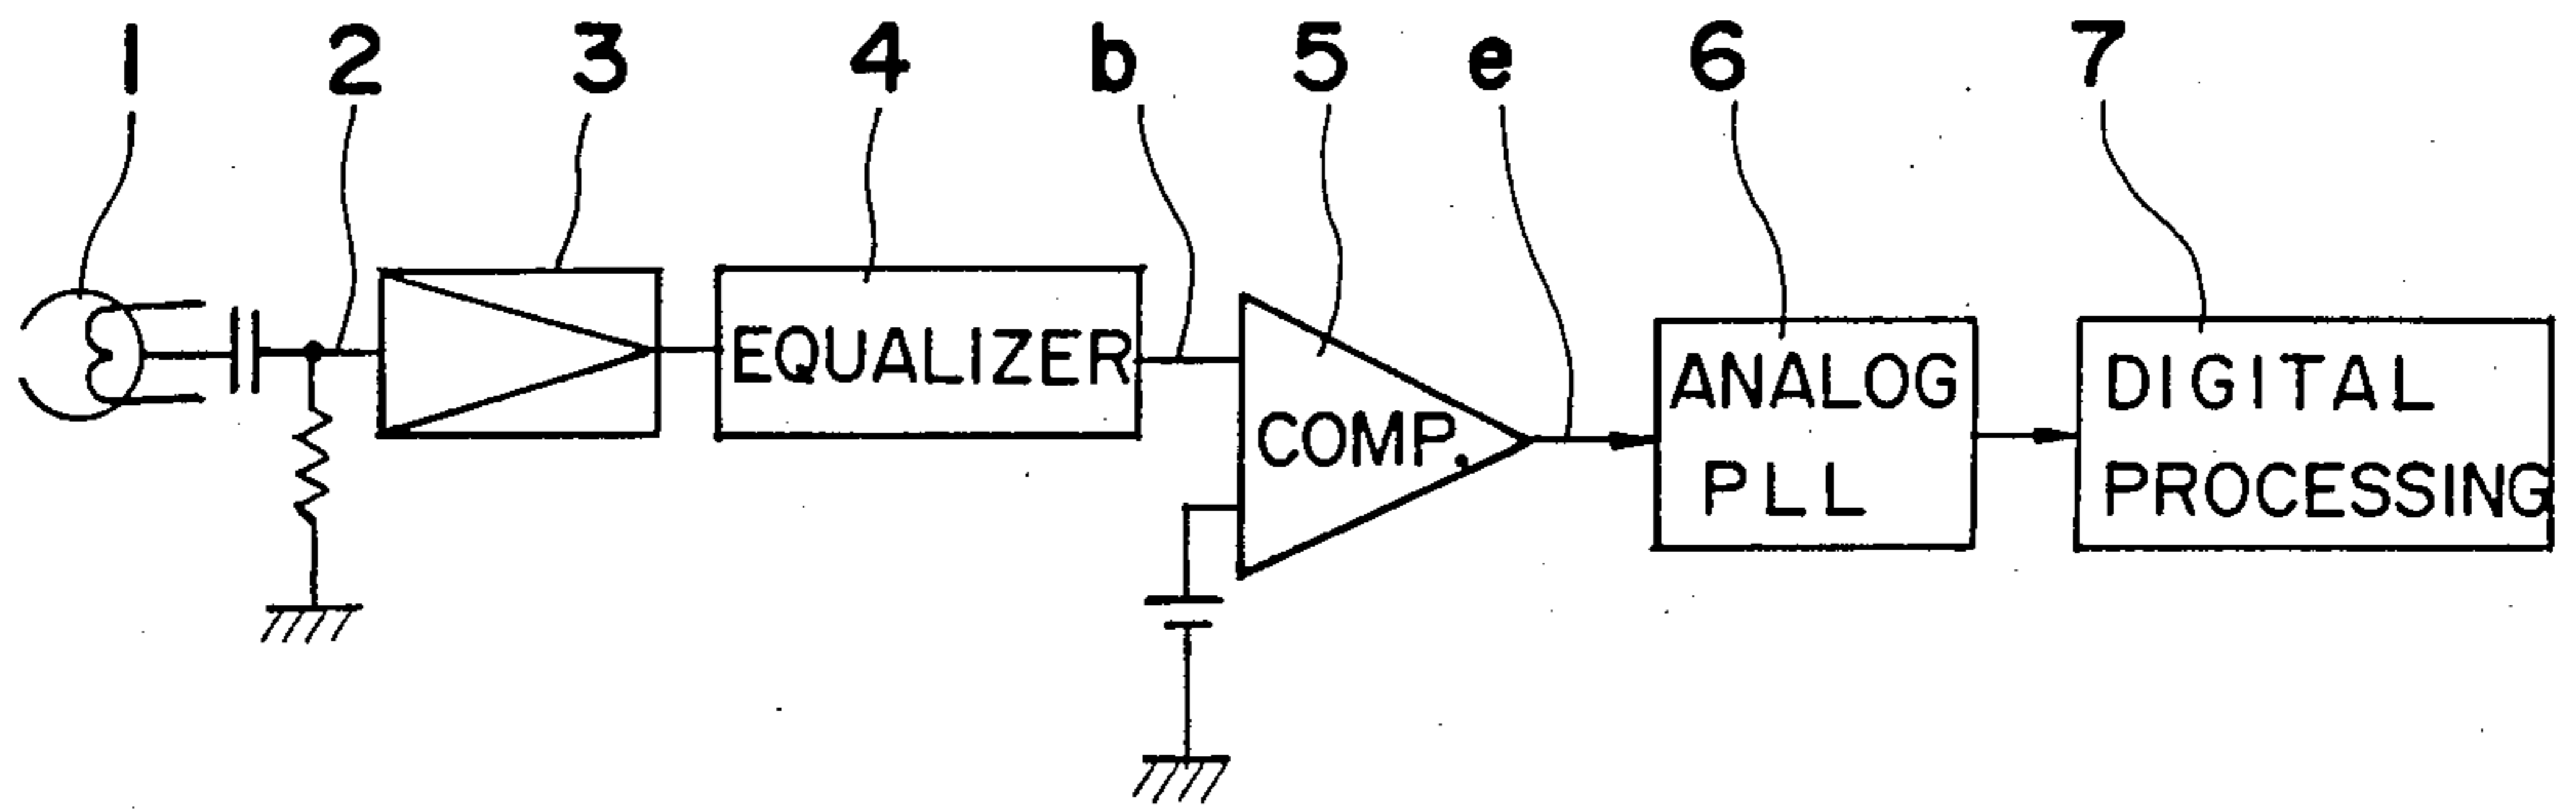 1 2 3 4 b 5 e 6 7
EQUALIZER
COMP.
ANALOG
PLL
DIGITAL
PROCESSING